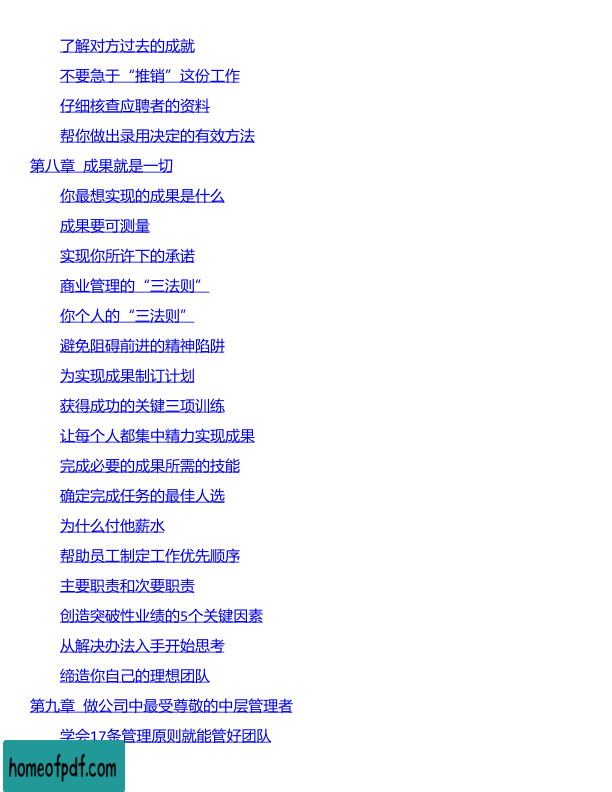 了解对方过去的成就
不要急于“推销”这份工作
仔细核查应聘者的资料
帮你做出录用决定的有效方法
第八章 成果就是一切
你最想实现的成果是什么
成果要可测量
实现你所许下的承诺
商业管理的“三法则”
你个人的“三法则”
避免阻碍前进的精神陷阱
为实现成果制订计划
获得成功的关键三项训练
让每个人都集中精力实现成果
完成必要的成果所需的技能
确定完成任务的最佳人选
为什么付他薪水
帮助员工制定工作优先顺序
主要职责和次要职责
创造突破性业绩的5个关键因素
从解决办法入手开始思考
缔造你自己的理想团队
第九章 做公司中最受尊敬的中层管理者
学会17条管理原则就能管好团队
homeofpdf.com